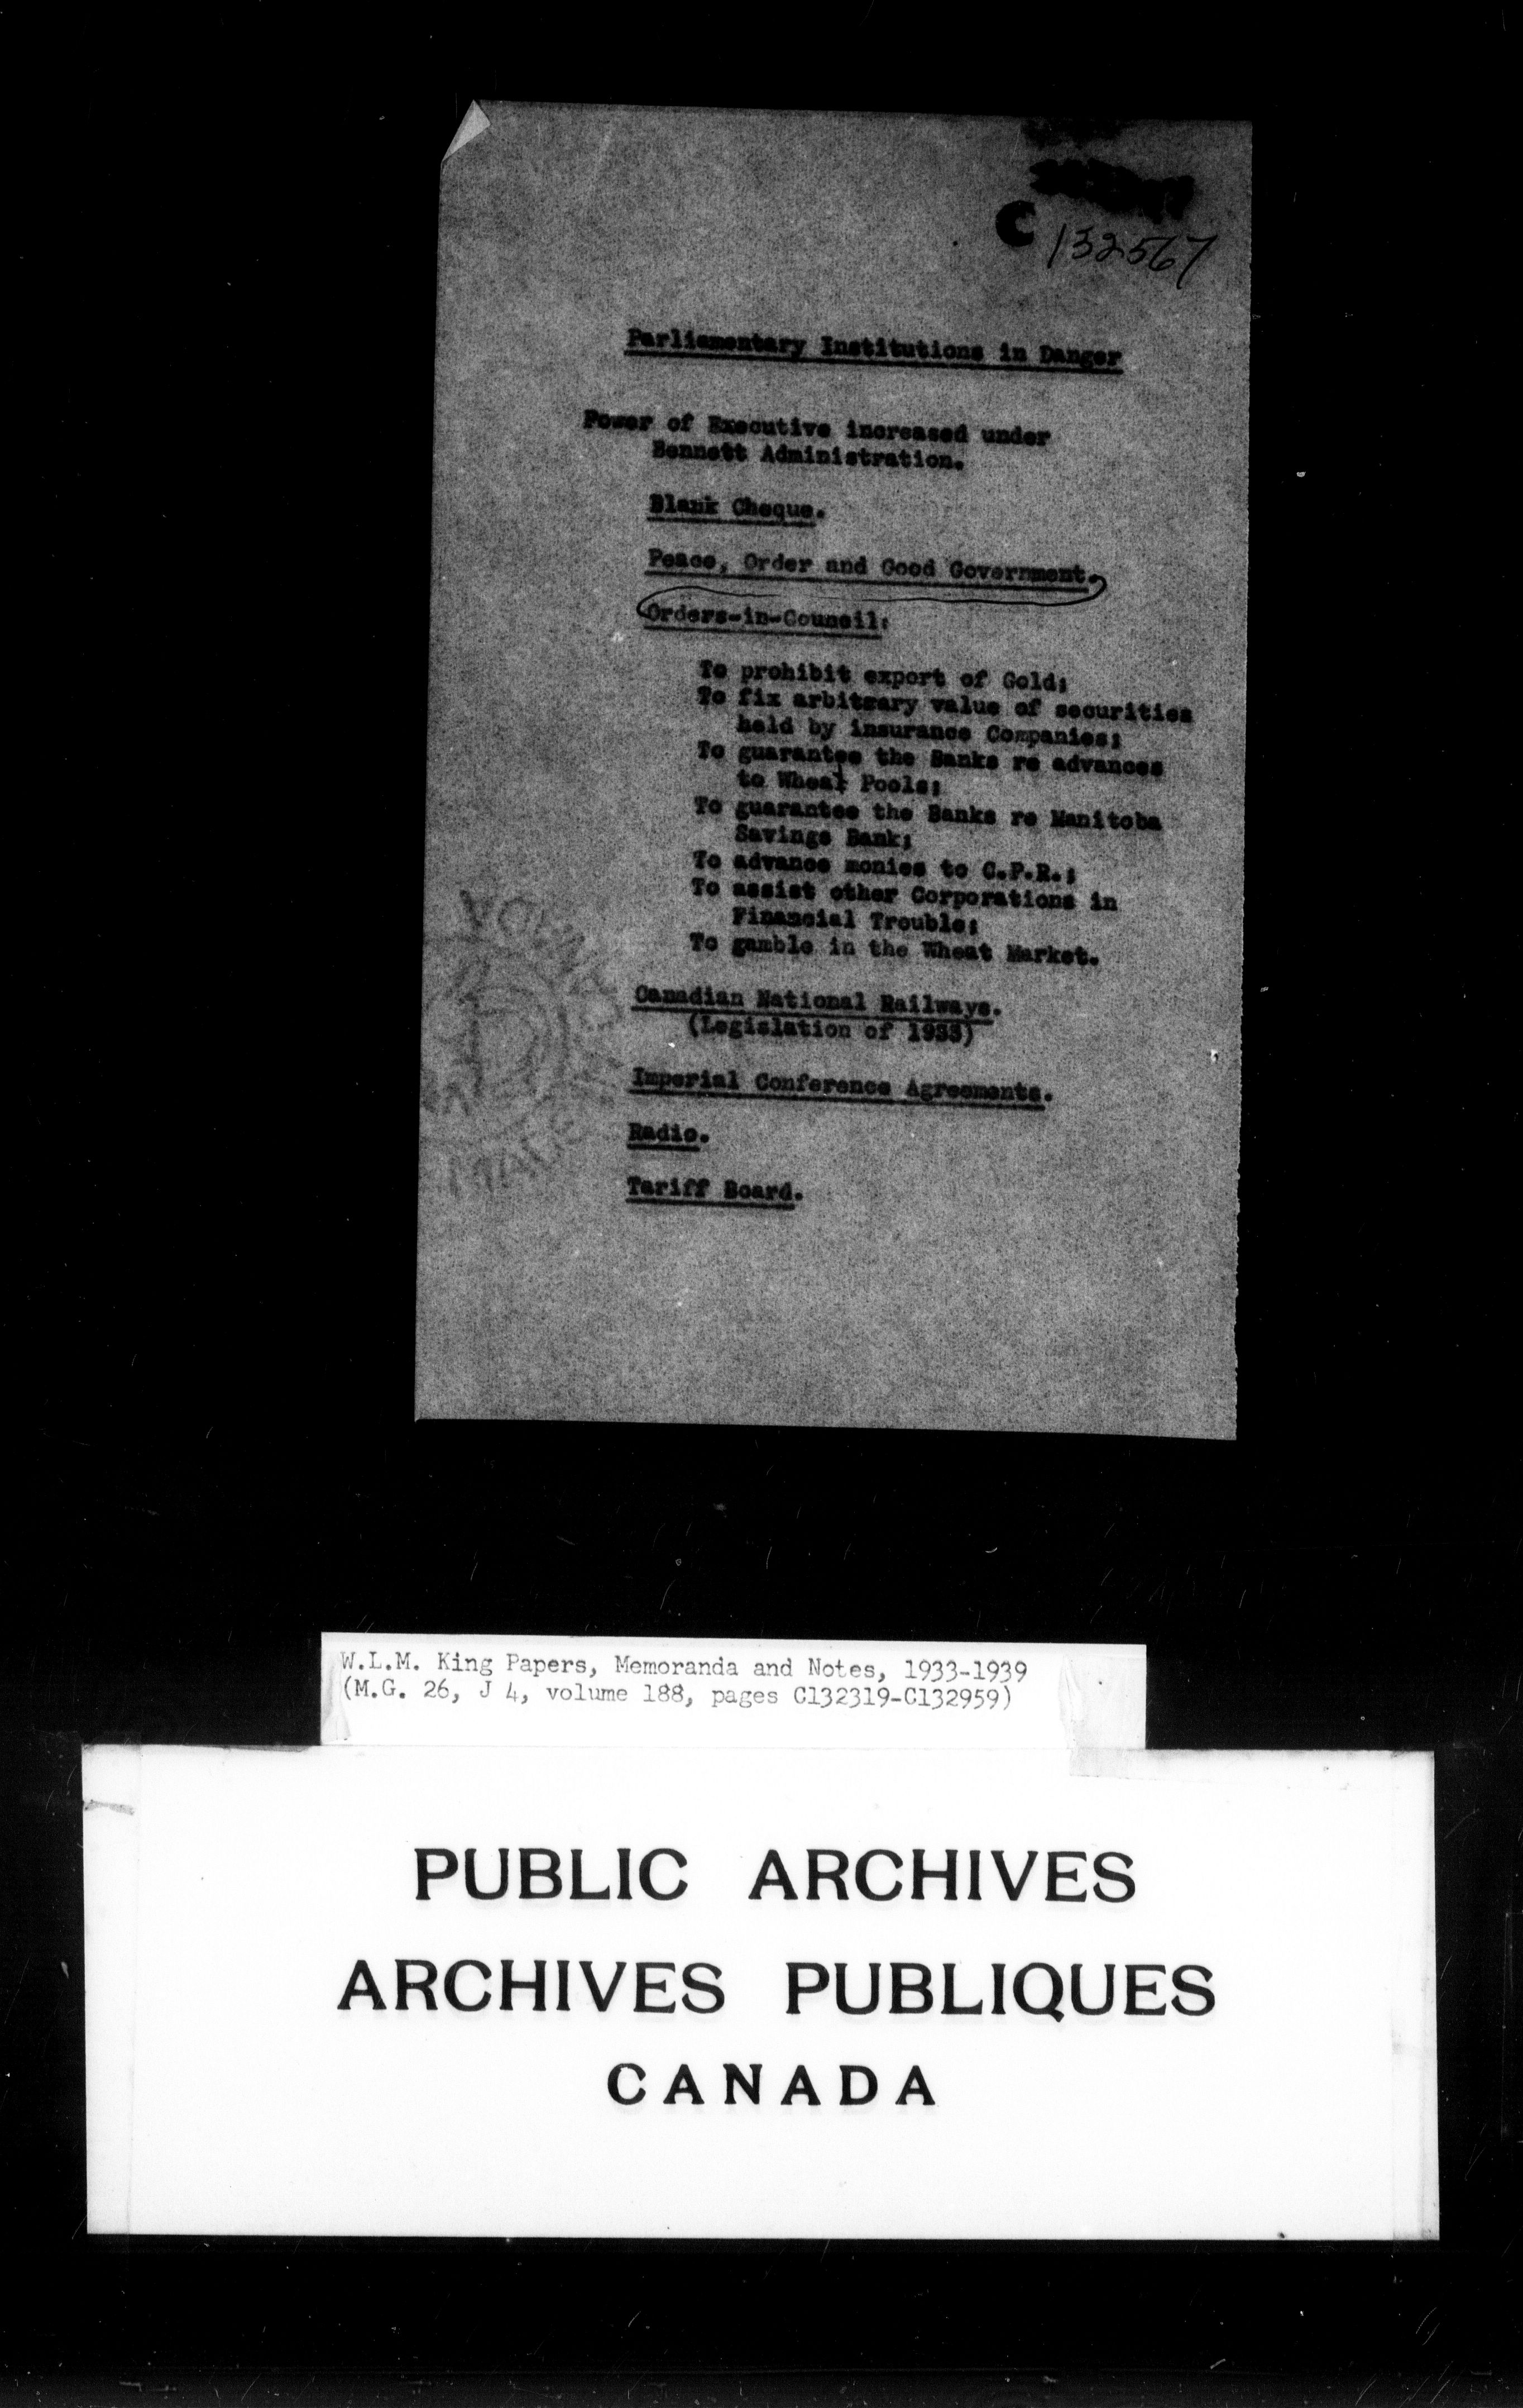 C 132567
Parliamentary Institutions in Danger
Power of Executive increased under
Bennett Administration.
Blank Cheque.
Peace, Order and Good Government.
Orders-in-Council:
To prohibit export of Gold;
To fix arbitrary value of securities
held by insurance Companies;
To guarantee the Banks re advances
to Wheat Pools;
To guarantee the Banks re Manitoba
Savings Bank;
To advance monies to C.P.R.;
To assist other Corporations in
Financial Trouble;
To gamble in the Wheat Market.
Canadian National Railways.
(Legislation of 1933)
Imperial Conference Agreements.
Radio.
Tariff Board.
W.L.M. King Papers, Memoranda and Notes, 1933-1939
(M.G. 26, J 4, volume 188, pages C132319-C132959)
PUBLIC ARCHIVES
ARCHIVES PUBLIQUES
CANADA